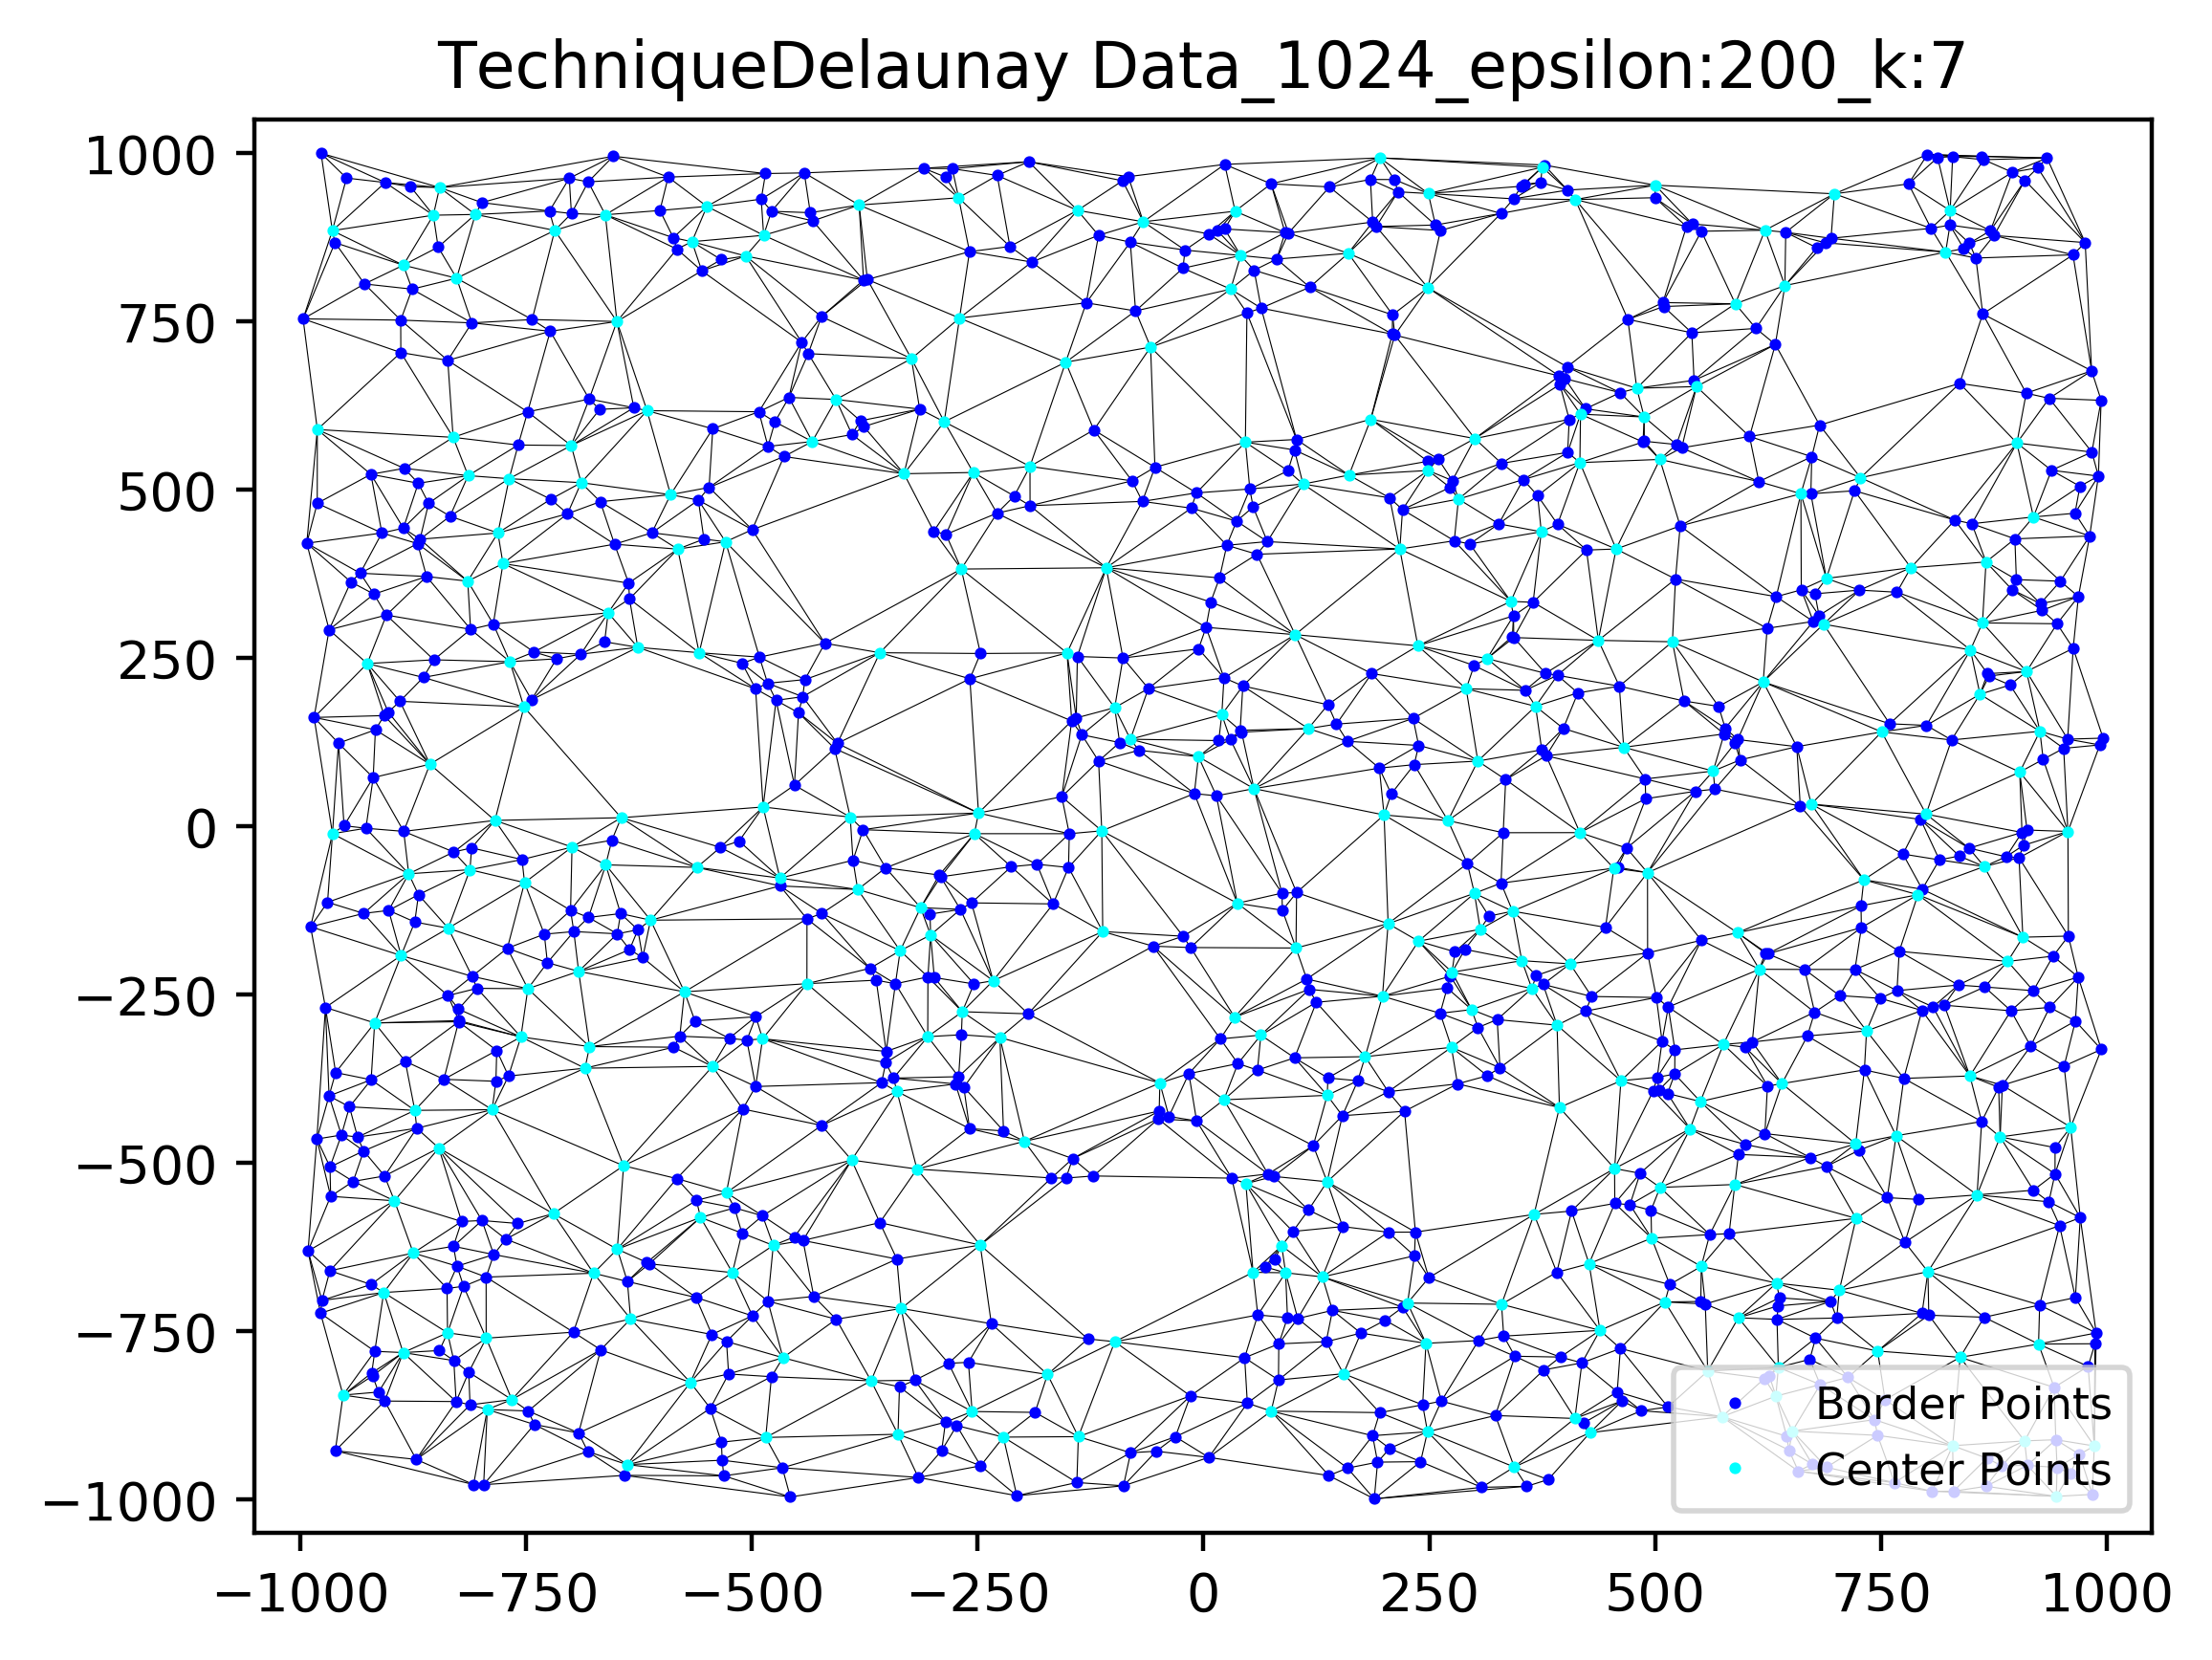 TechniqueDelaunay Data_1024_epsilon:200_k:7
1000
750
500
250
0
−250
−500
−750
−1000
Border Points
Center Points
−1000 −750 −500 −250 0 250 500 750 1000